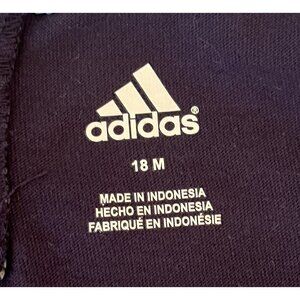 adidas®
18 M
MADE IN INDONESIA
HECHO EN INDONESIA
FABRIQUÉ EN INDONÉSIE